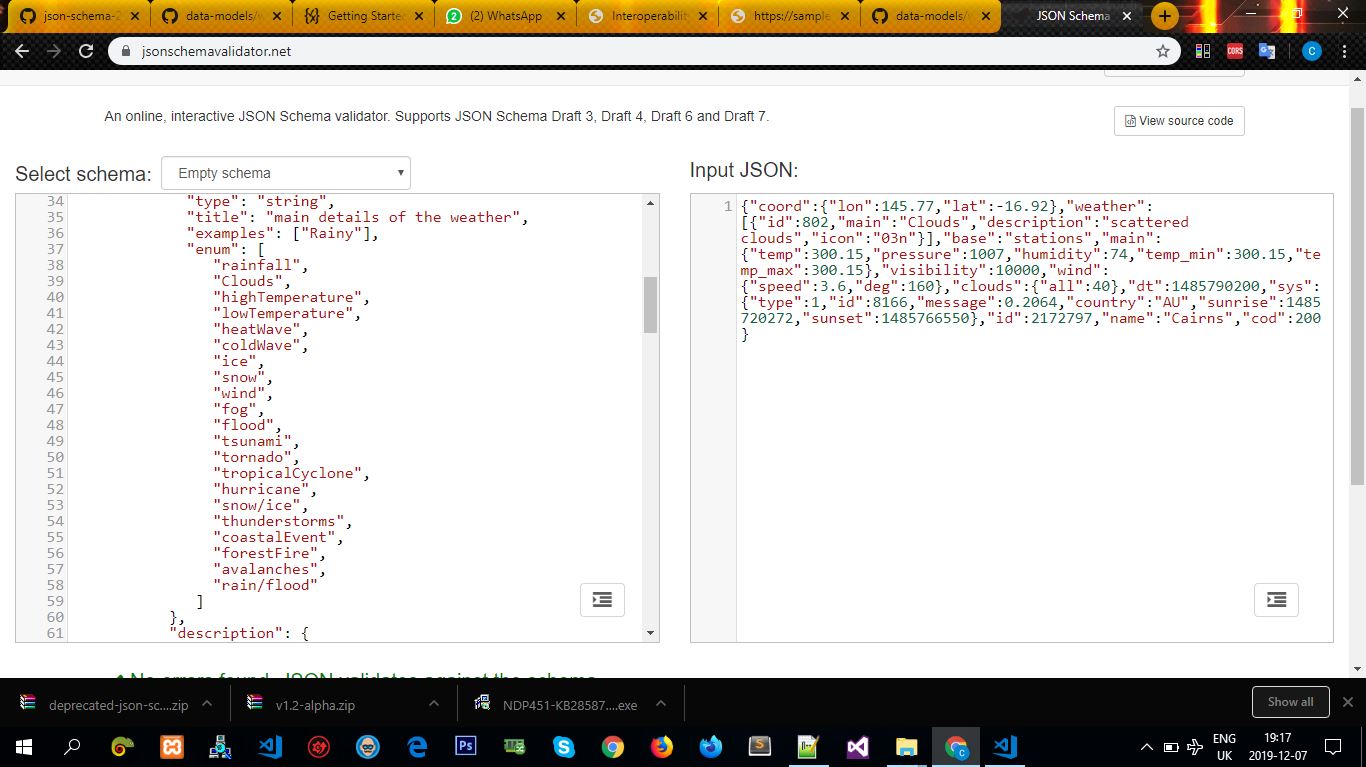 json-schema-2
data-models/
Getting Starte
(2) WhatsApp
Interoperability
https://sample
data-models/
JSON Schema
jsonschemavalidator.net
CORS
C
An online, interactive JSON Schema validator. Supports JSON Schema Draft 3, Draft 4, Draft 6 and Draft 7.
View source code
Select schema: Empty schema
34 "type": "string",
35 "title": "main details of the weather",
36 "examples": ["Rainy"],
37 "enum": [
38 "rainfall",
39 "Clouds",
40 "highTemperature",
41 "lowTemperature",
42 "heatWave",
43 "coldWave",
44 "ice",
45 "snow",
46 "wind",
47 "fog",
48 "flood",
49 "tsunami",
50 "tornado",
51 "tropicalCyclone",
52 "hurricane",
53 "snow/ice",
54 "thunderstorms",
55 "coastalEvent",
56 "forestFire",
57 "avalanches",
58 "rain/flood"
59 ]
60 },
61 "description": {
Input JSON:
1 {"coord":{"lon":145.77,"lat":-16.92},"weather":
[{"id":802,"main":"Clouds","description":"scattered
clouds","icon":"03n"}],"base":"stations","main":
{"temp":300.15,"pressure":1007,"humidity":74,"temp_min":300.15,"te
mp_max":300.15},"visibility":10000,"wind":
{"speed":3.6,"deg":160},"clouds":{"all":40},"dt":1485790200,"sys":
{"type":1,"id":8166,"message":0.2064,"country":"AU","sunrise":1485
720272,"sunset":1485766550},"id":2172797,"name":"Cairns","cod":200
}
No errors found. JSON validates against the schema
deprecated-json-sc....zip
v1.2-alpha.zip
NDP451-KB28587....exe
Show all
Ps
S
C
ENG
UK
19:17
2019-12-07